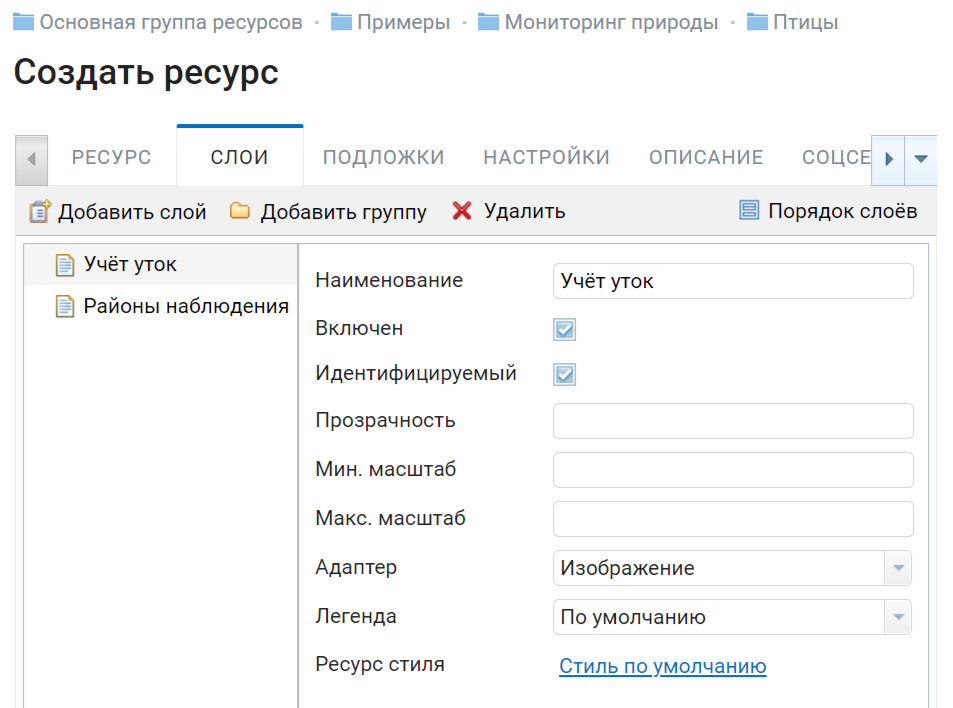 Основная группа ресурсов · Примеры · Мониторинг природы · Птицы
Создать ресурс
РЕСУРС СЛОИ ПОДЛОЖКИ НАСТРОЙКИ ОПИСАНИЕ СОЦСЕ
Добавить слой Добавить группу Удалить Порядок слоёв
Учёт уток
Районы наблюдения
Наименование Учёт уток
Включен
Идентифицируемый
Прозрачность
Мин. масштаб
Макс. масштаб
Адаптер Изображение
Легенда По умолчанию
Ресурс стиля Стиль по умолчанию